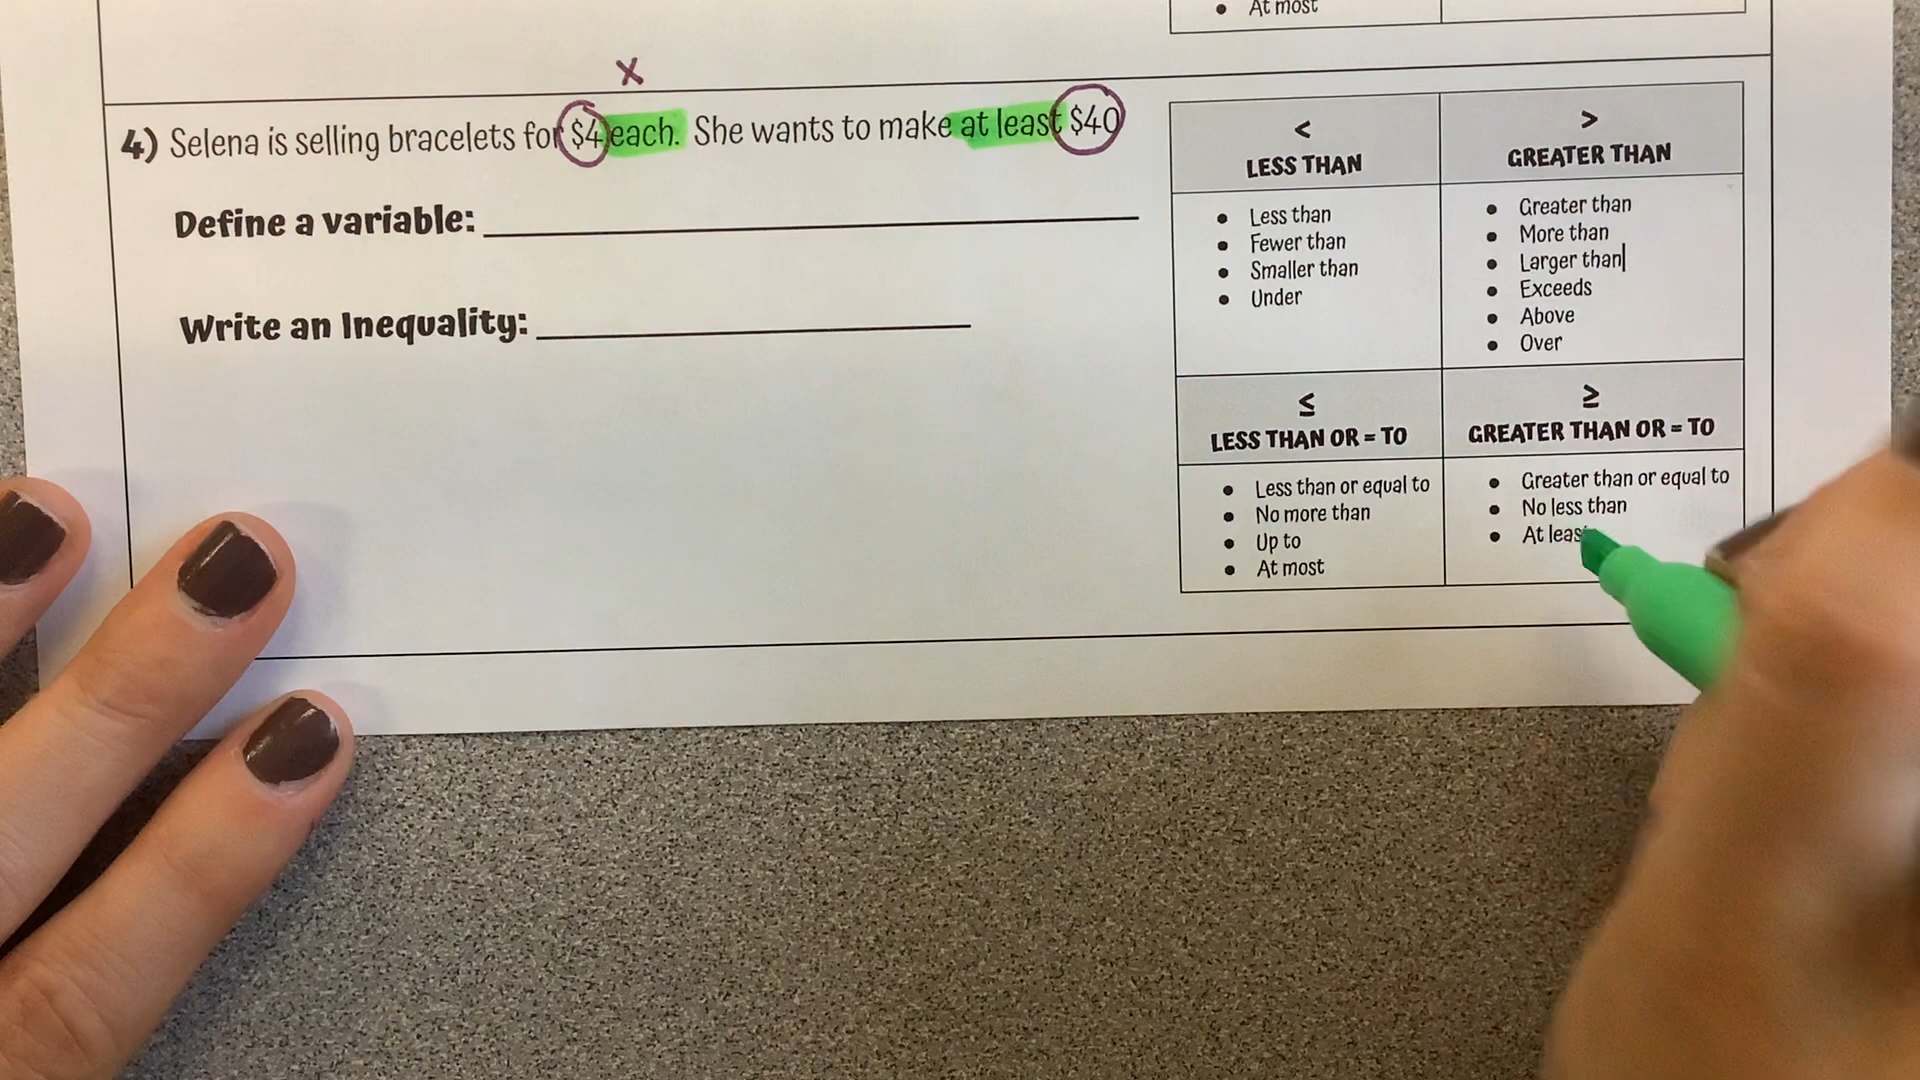 At most
x
4) Selena is selling bracelets for $4 each. She wants to make at least $40
Define a variable:
Write an Inequality:
<
LESS THAN
Less than
Fewer than
Smaller than
Under
>
GREATER THAN
Greater than
More than
Larger than
Exceeds
Above
Over
≤
LESS THAN OR = TO
Less than or equal to
No more than
Up to
At most
≥
GREATER THAN OR = TO
Greater than or equal to
No less than
At least